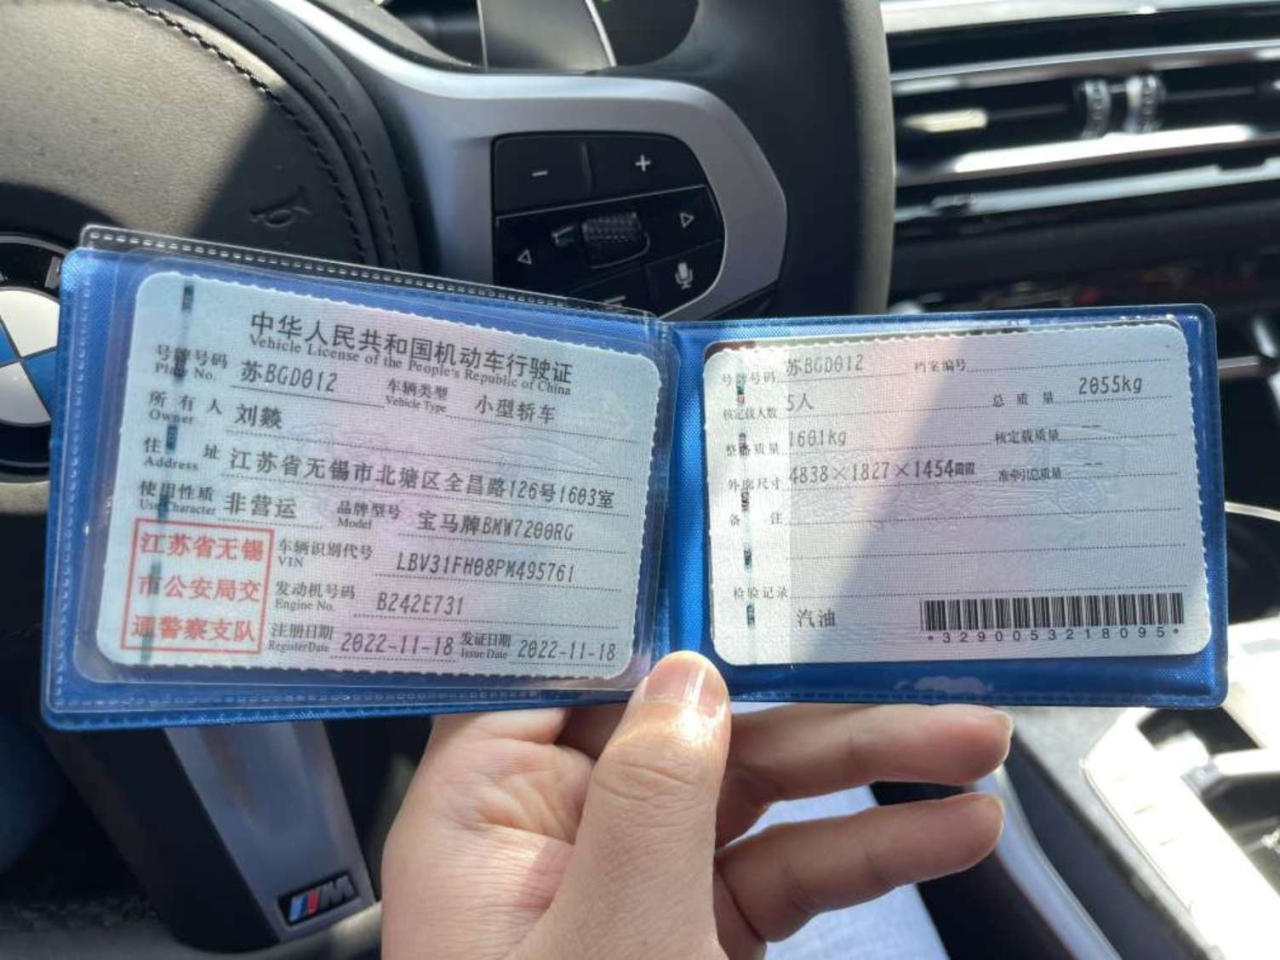 中华人民共和国机动车行驶证
Vehicle License of the People's Republic of China
号牌号码 苏BGD012 车辆类型 小型轿车
Plate No. Vehicle Type
所有人 刘燚
Owner
住址 江苏省无锡市北塘区全昌路126号1603室
Address
使用性质 非营运 品牌型号 宝马牌BMW7200RG
Use Character Model
江苏省无锡
市公安局交
通警察支队
车辆识别代号 LBV31FH08PM495761
VIN
发动机号码 B242E731
Engine No.
注册日期 2022-11-18 发证日期 2022-11-18
Register Date Issue Date
号牌号码 苏BGD012 档案编号
核定载人数 5人 总质量 2055kg
整备质量 1601kg 核定载质量 --
外廓尺寸 4838×1827×1454 准牵引总质量 --
备注
检验记录
汽油
*3290053218095*
M